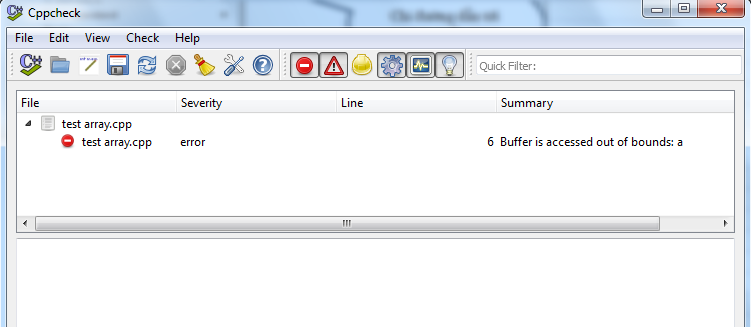 Cppcheck
File Edit View Check Help
Quick Filter:
File Severity Line Summary
test array.cpp
test array.cpp error 6 Buffer is accessed out of bounds: a